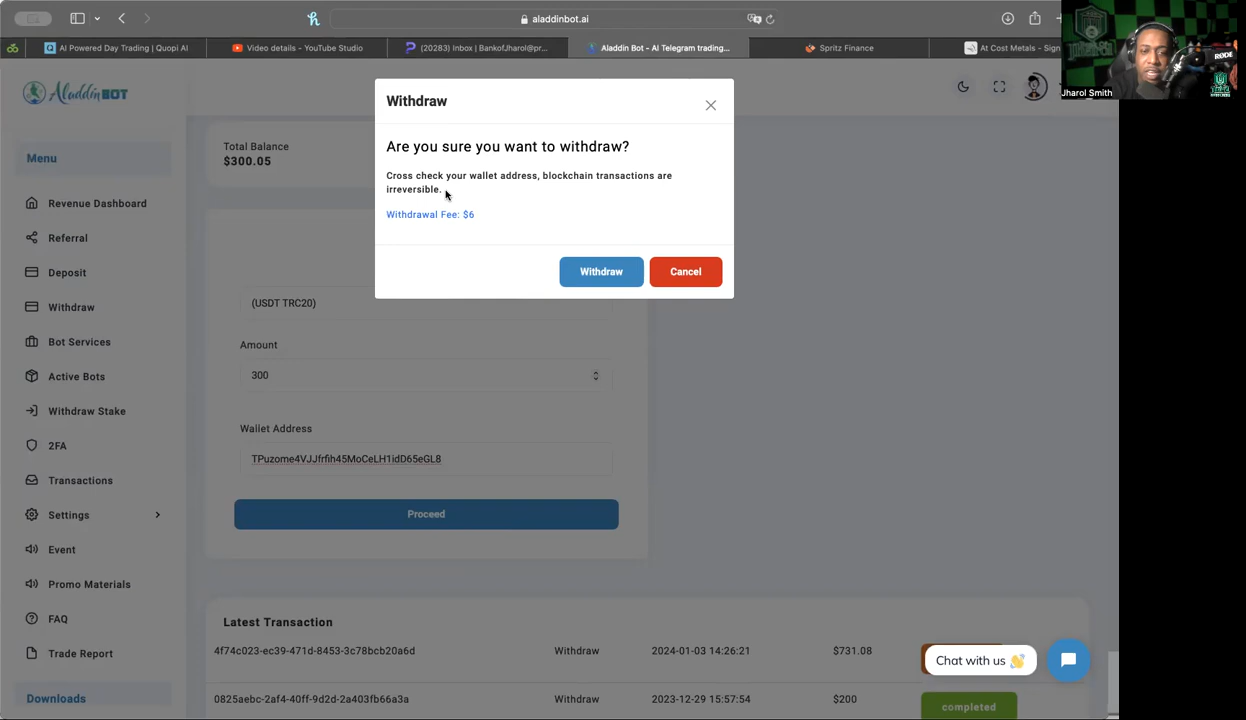 aladdinbot.ai
AI Powered Day Trading | Quopi AI
Video details - YouTube Studio
(20283) Inbox | BankofJharol@pr...
Aladdin Bot - AI Telegram trading...
Spritz Finance
At Cost Metals - Sign
RØDE
Jharol Smith
AladdinBOT
Menu
Revenue Dashboard
Referral
Deposit
Withdraw
Bot Services
Active Bots
Withdraw Stake
2FA
Transactions
Settings
Event
Promo Materials
FAQ
Trade Report
Downloads
Total Balance
$300.05
Withdraw
Are you sure you want to withdraw?
Cross check your wallet address, blockchain transactions are
irreversible.
Withdrawal Fee: $6
Withdraw
Cancel
(USDT TRC20)
Amount
300
Wallet Address
TPuzome4VJJfrfih45MoCeLH1idD65eGL8
Proceed
Latest Transaction
4f74c023-ec39-471d-8453-3c78bcb20a6d
Withdraw
2024-01-03 14:26:21
$731.08
0825aebc-2af4-40ff-9d2d-2a403fb66a3a
Withdraw
2023-12-29 15:57:54
$200
completed
Chat with us 👋